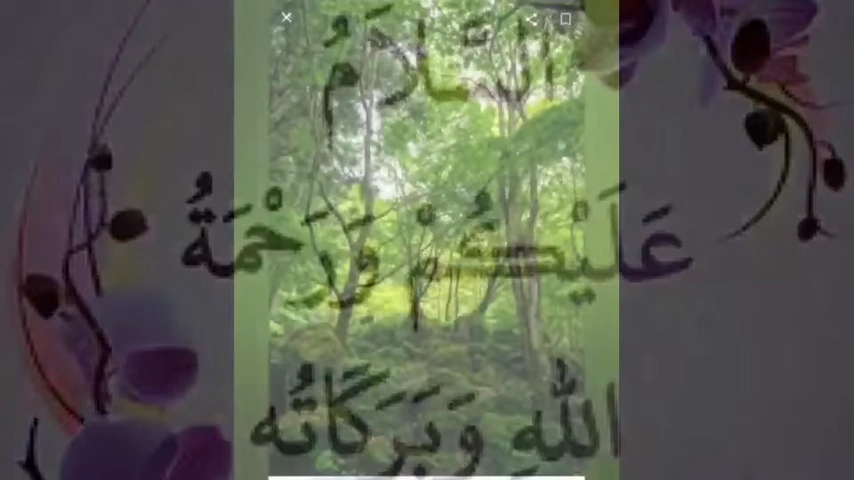 السَّلَامُ
عَلَيْكُمْ وَرَحْمَةُ
اللهِ وَبَرَكَاتُه